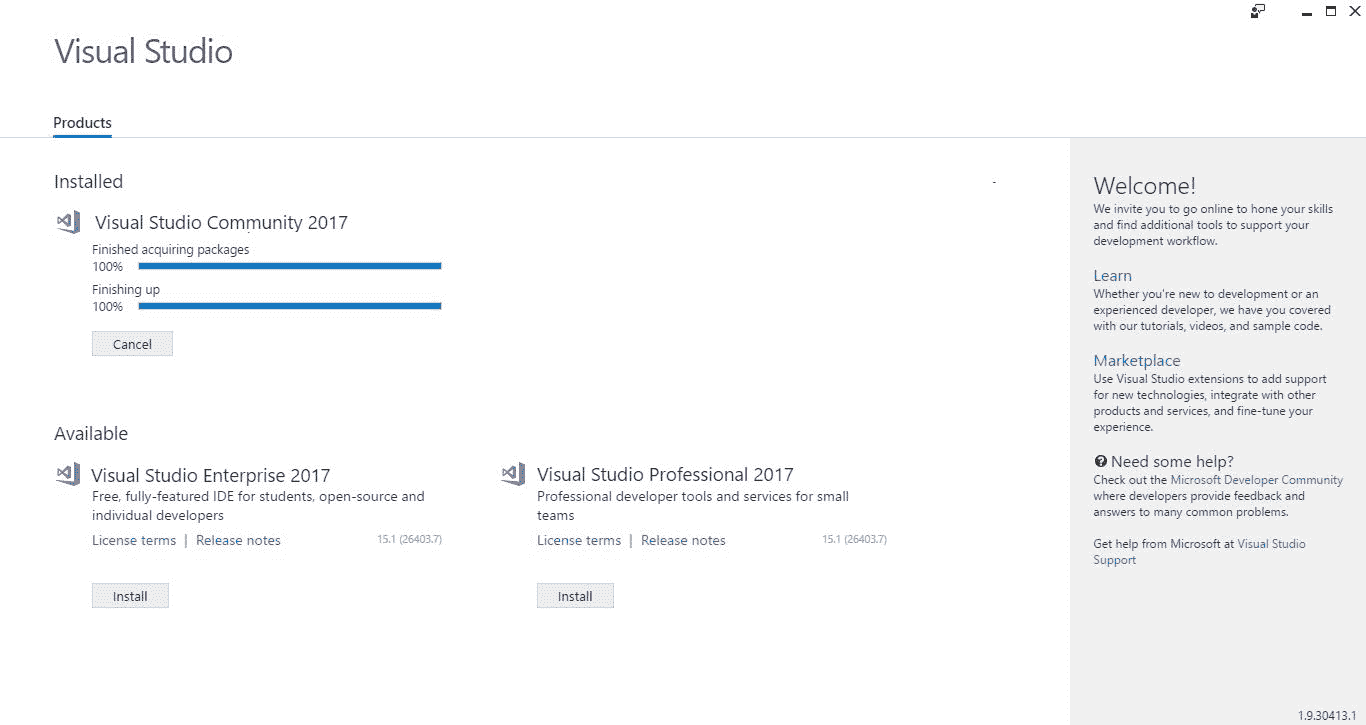 Visual Studio
Products
Installed
Visual Studio Community 2017
Finished acquiring packages
100%
Finishing up
100%
Cancel
Available
Visual Studio Enterprise 2017
Free, fully-featured IDE for students, open-source and
individual developers
License terms | Release notes 15.1 (26403.7)
Install
Visual Studio Professional 2017
Professional developer tools and services for small
teams
License terms | Release notes 15.1 (26403.7)
Install
Welcome!
We invite you to go online to hone your skills
and find additional tools to support your
development workflow.
Learn
Whether you're new to development or an
experienced developer, we have you covered
with our tutorials, videos, and sample code.
Marketplace
Use Visual Studio extensions to add support
for new technologies, integrate with other
products and services, and fine-tune your
experience.
Need some help?
Check out the Microsoft Developer Community
where developers provide feedback and
answers to many common problems.
Get help from Microsoft at Visual Studio
Support
1.9.30413.1